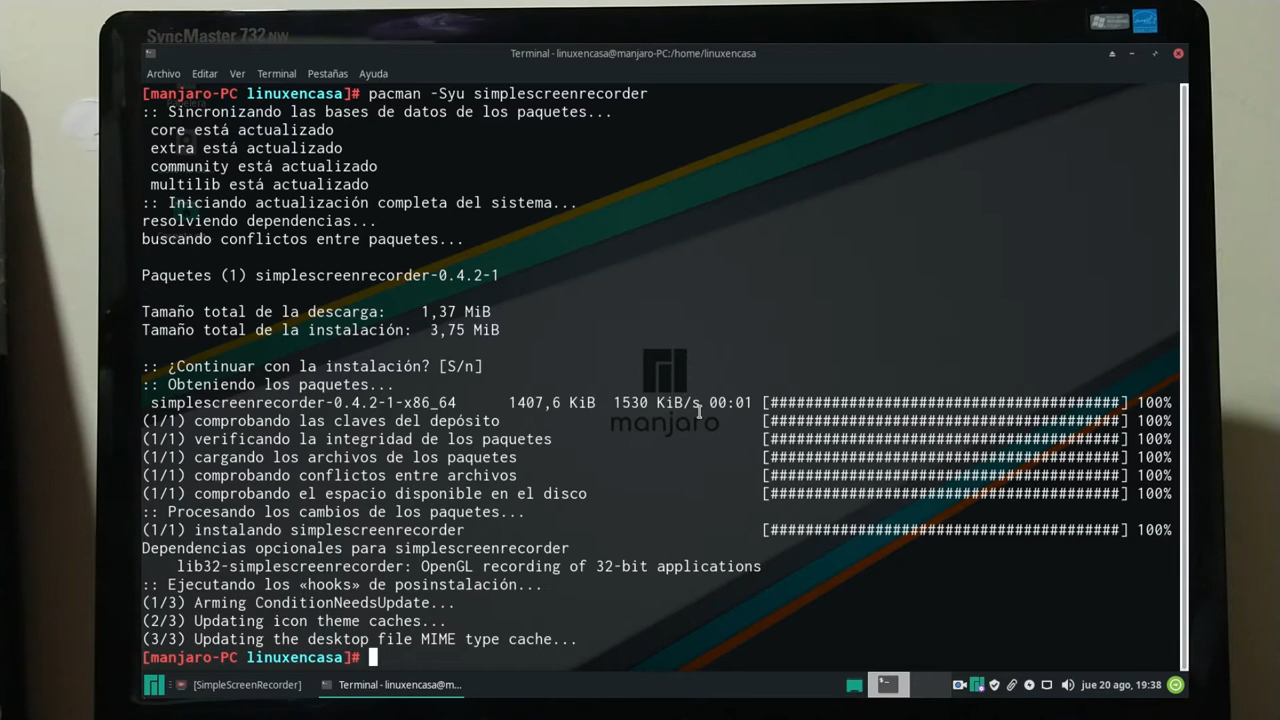 SyncMaster 732NW
Terminal - linuxencasa@manjaro-PC:/home/linuxencasa
Archivo Editar Ver Terminal Pestañas Ayuda
[manjaro-PC linuxencasa]# pacman -Syu simplescreenrecorder
:: Sincronizando las bases de datos de los paquetes...
core está actualizado
extra está actualizado
community está actualizado
multilib está actualizado
:: Iniciando actualización completa del sistema...
resolviendo dependencias...
buscando conflictos entre paquetes...
Paquetes (1) simplescreenrecorder-0.4.2-1
Tamaño total de la descarga: 1,37 MiB
Tamaño total de la instalación: 3,75 MiB
:: ¿Continuar con la instalación? [S/n]
:: Obteniendo los paquetes...
simplescreenrecorder-0.4.2-1-x86_64 1407,6 KiB 1530 KiB/s 00:01 [########################################] 100%
(1/1) comprobando las claves del depósito [########################################] 100%
(1/1) verificando la integridad de los paquetes [########################################] 100%
(1/1) cargando los archivos de los paquetes [########################################] 100%
(1/1) comprobando conflictos entre archivos [########################################] 100%
(1/1) comprobando el espacio disponible en el disco [########################################] 100%
:: Procesando los cambios de los paquetes...
(1/1) instalando simplescreenrecorder [########################################] 100%
Dependencias opcionales para simplescreenrecorder
lib32-simplescreenrecorder: OpenGL recording of 32-bit applications
:: Ejecutando los «hooks» de posinstalación...
(1/3) Arming ConditionNeedsUpdate...
(2/3) Updating icon theme caches...
(3/3) Updating the desktop file MIME type cache...
[manjaro-PC linuxencasa]#
manjaro
[SimpleScreenRecorder] Terminal - linuxencasa@m... jue 20 ago, 19:38